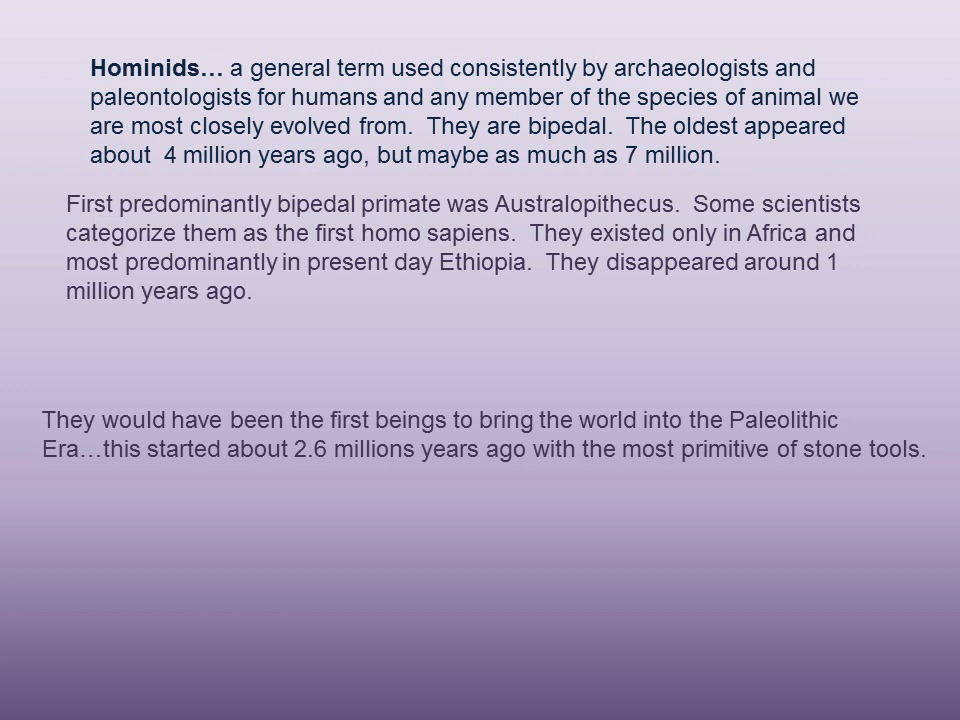 Hominids… a general term used consistently by archaeologists and
paleontologists for humans and any member of the species of animal we
are most closely evolved from.  They are bipedal.  The oldest appeared
about  4 million years ago, but maybe as much as 7 million.
First predominantly bipedal primate was Australopithecus.  Some scientists
categorize them as the first homo sapiens.  They existed only in Africa and
most predominantly in present day Ethiopia.  They disappeared around 1
million years ago.
They would have been the first beings to bring the world into the Paleolithic
Era…this started about 2.6 millions years ago with the most primitive of stone tools.